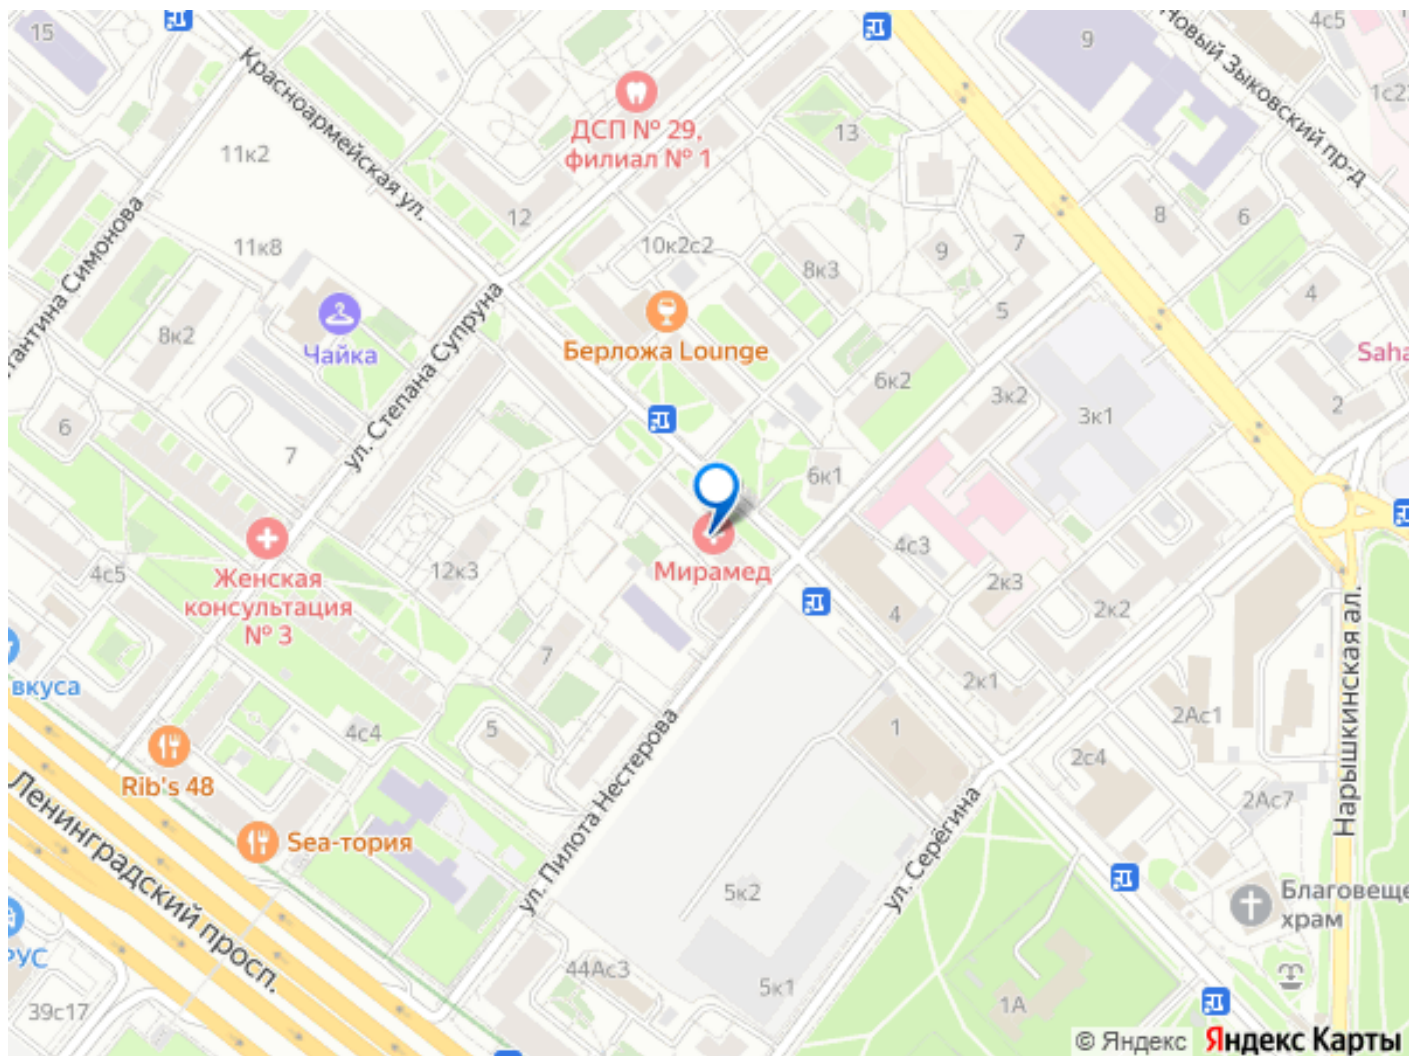 15
9
4с5
Новый Зыковский пр-д
Красноармейская ул.
ДСП № 29,
филиал № 1
13
11к2
8
6
12
10к2с2
11к8
9
7
8к3
5
4
8к2
Чайка
Берложа Lounge
6к2
3к2
3к1
2
6
7
ул. Степана Супруна
6к1
4с5
Женская
консультация
№ 3
12к3
Мирамед
4с3
2к3
2к2
4
7
2к1
вкуса
4с4
5
1
2Ас1
2с4
2Ас7
Rib's 48
Sea-тория
Ленинградский просп.
ул. Пилота Нестерова
ул. Серёгина
Нарышкинская ал.
5к2
храм
44Ас3
5к1
1А
39с17
© Яндекс
Яндекс Карты